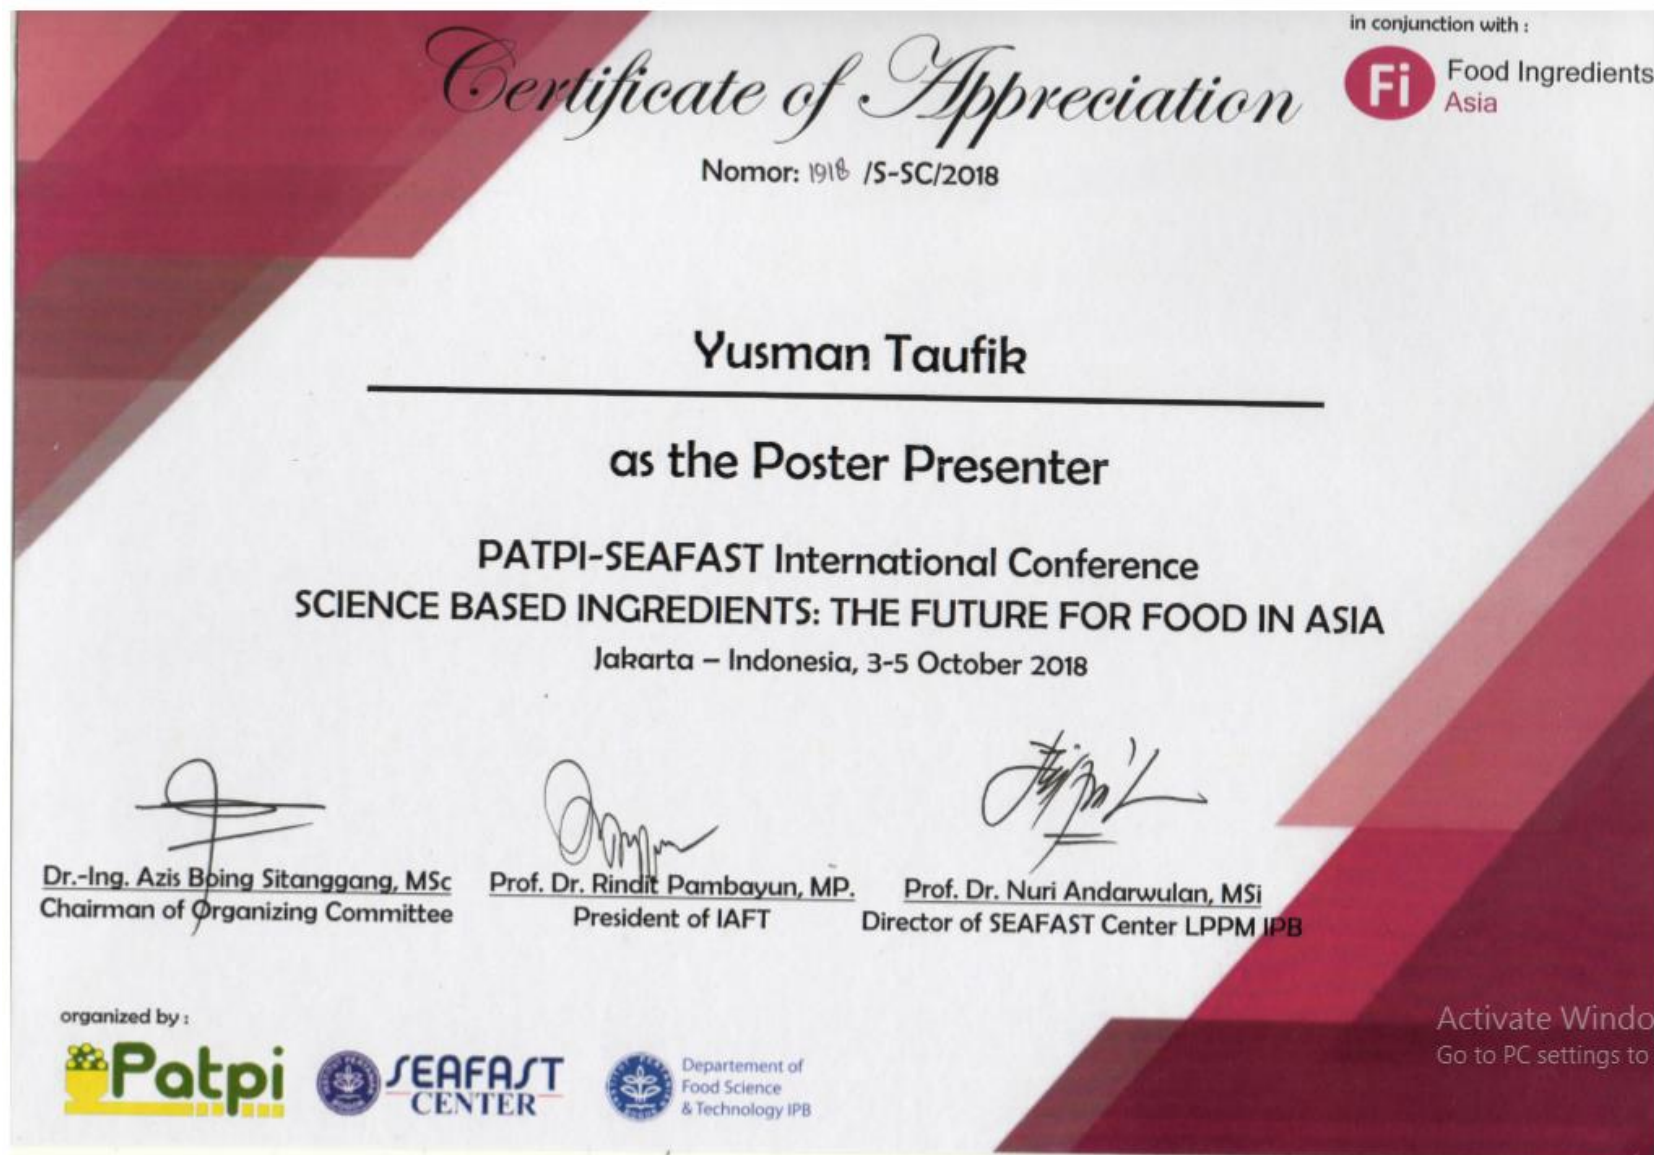 in conjunction with :
Fi Food Ingredients
Asia
Certificate of Appreciation
Nomor: 1918 /S-SC/2018
Yusman Taufik
as the Poster Presenter
PATPI-SEAFAST International Conference
SCIENCE BASED INGREDIENTS: THE FUTURE FOR FOOD IN ASIA
Jakarta – Indonesia, 3-5 October 2018
Dr.-Ing. Azis Boing Sitanggang, MSc
Chairman of Organizing Committee
Prof. Dr. Rindit Pambayun, MP.
President of IAFT
Prof. Dr. Nuri Andarwulan, MSi
Director of SEAFAST Center LPPM IPB
organized by :
Patpi
SEAFAST
CENTER
Departement of
Food Science
& Technology IPB
Activate Windo
Go to PC settings to